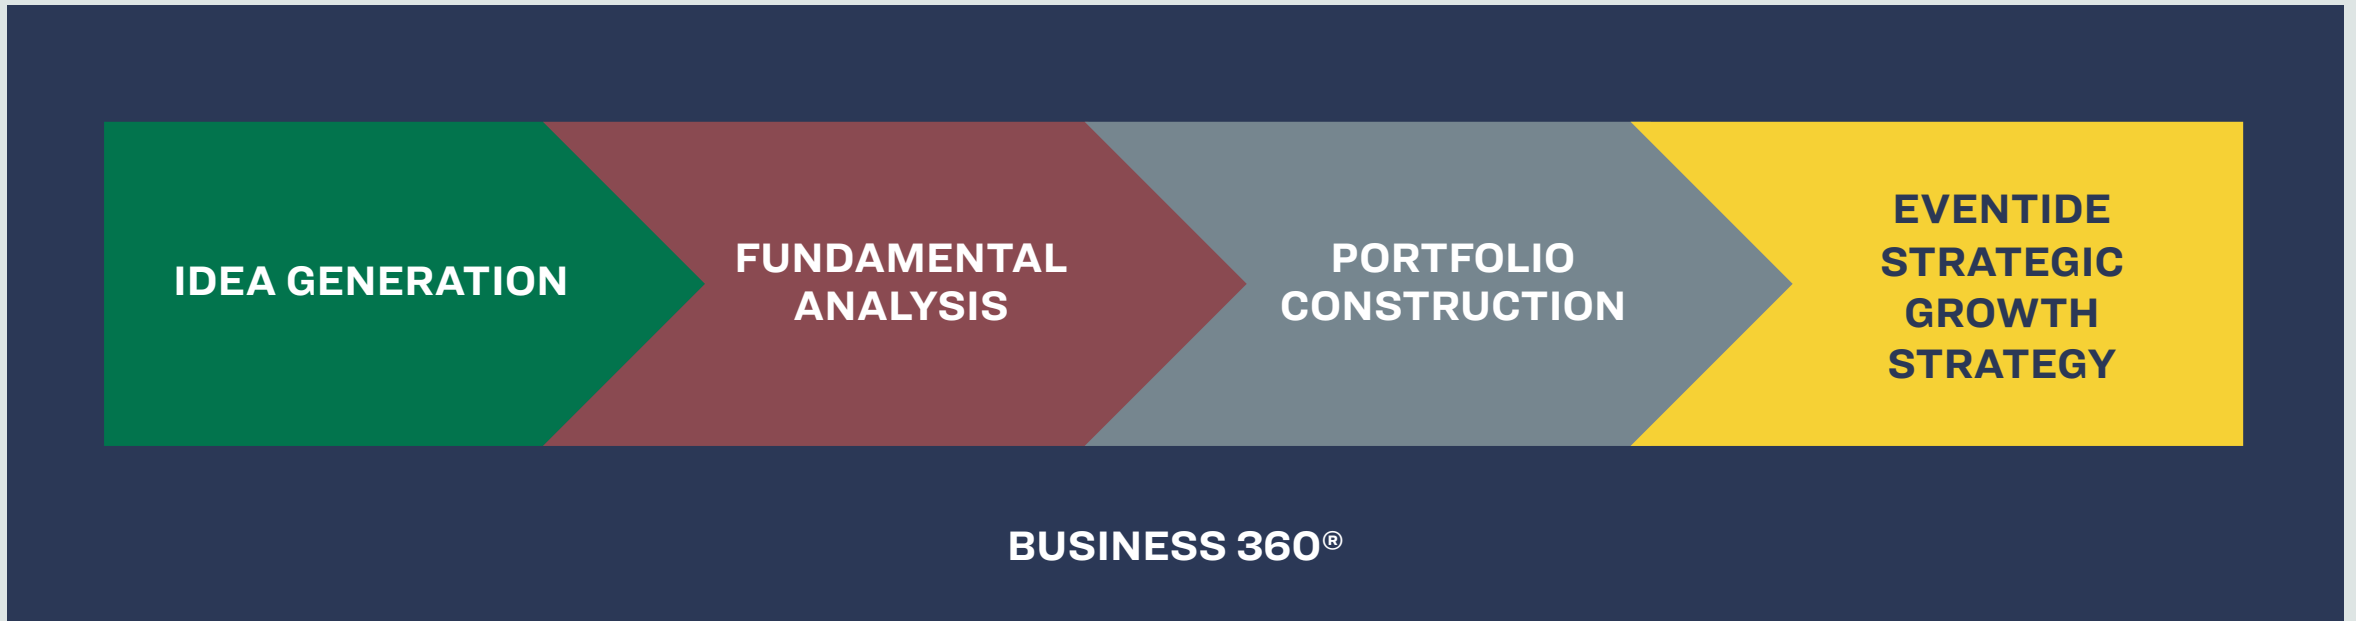 IDEA GENERATION
FUNDAMENTAL
ANALYSIS
PORTFOLIO
CONSTRUCTION
EVENTIDE
STRATEGIC
GROWTH
STRATEGY
BUSINESS 360®